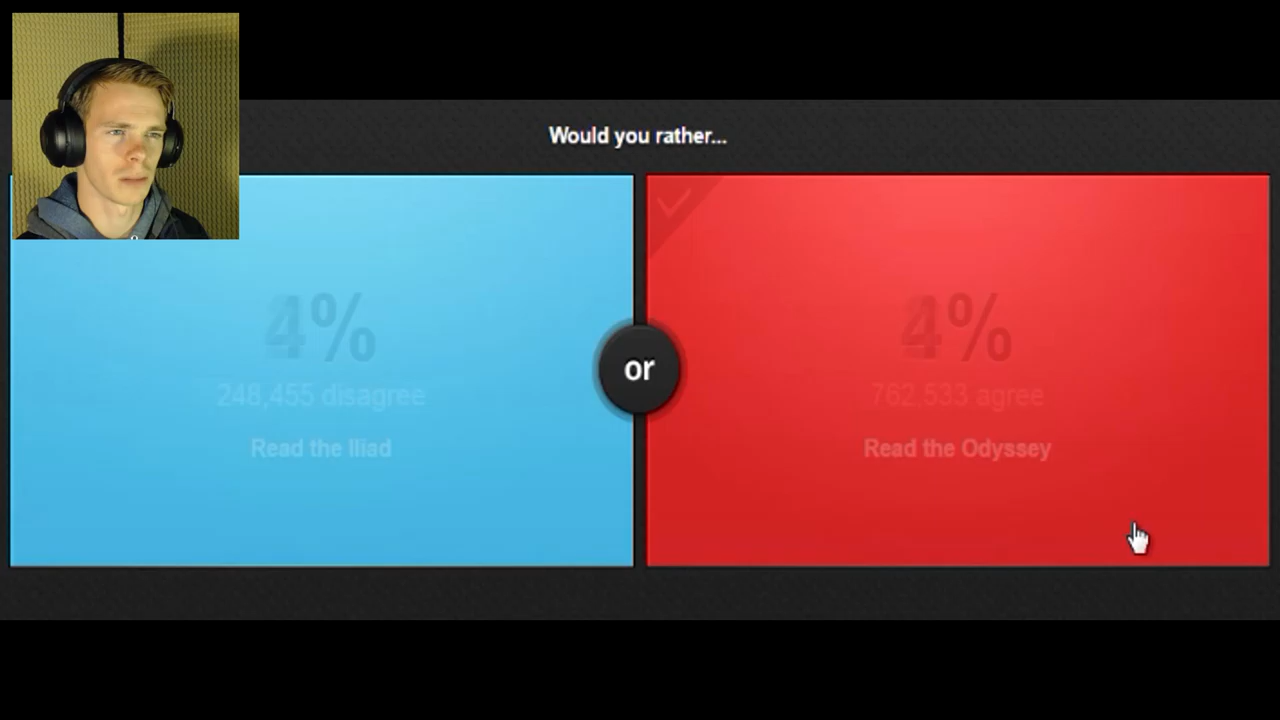 Would you rather...
4%
248,455 disagree
Read the Iliad
or
4%
762,533 agree
Read the Odyssey